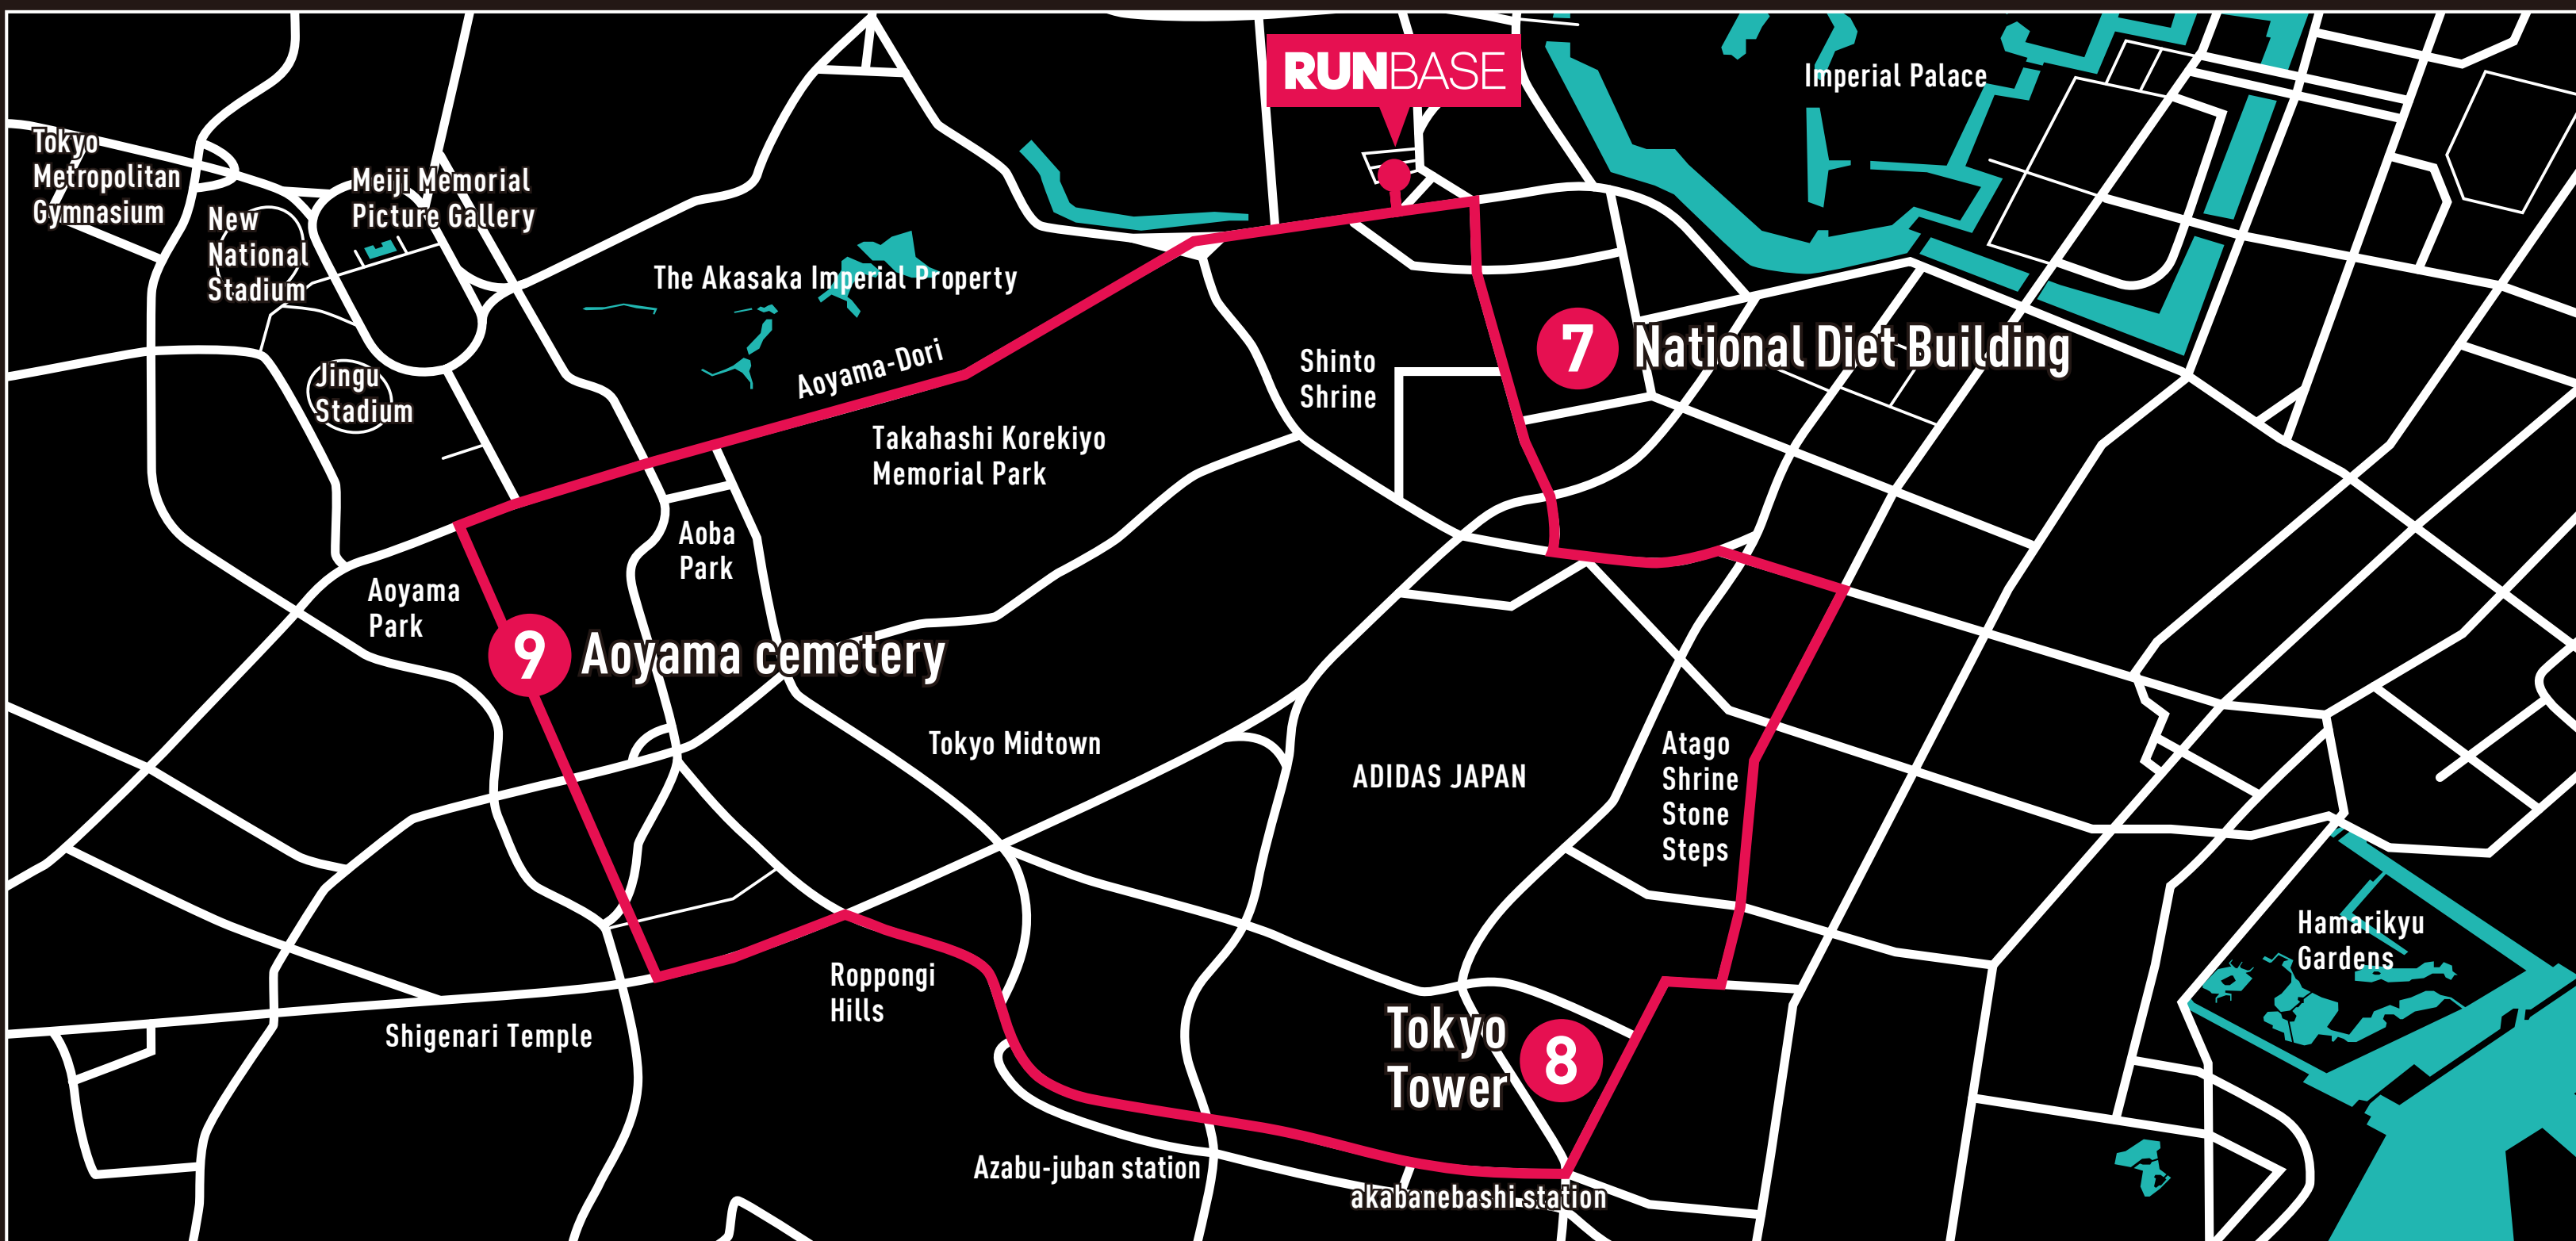 RUNBASE
Imperial Palace
Tokyo
Metropolitan
Gymnasium
Meiji Memorial
Picture Gallery
New
National
Stadium
The Akasaka Imperial Property
Aoyama-Dori
Shinto
Shrine
7
National Diet Building
Jingu
Stadium
Takahashi Korekiyo
Memorial Park
Aoba
Park
Aoyama
Park
9
Aoyama cemetery
Tokyo Midtown
ADIDAS JAPAN
Atago
Shrine
Stone
Steps
Hamarikyu
Gardens
Roppongi
Hills
Shigenari Temple
Tokyo
Tower
8
Azabu-juban station
akabanebashi station